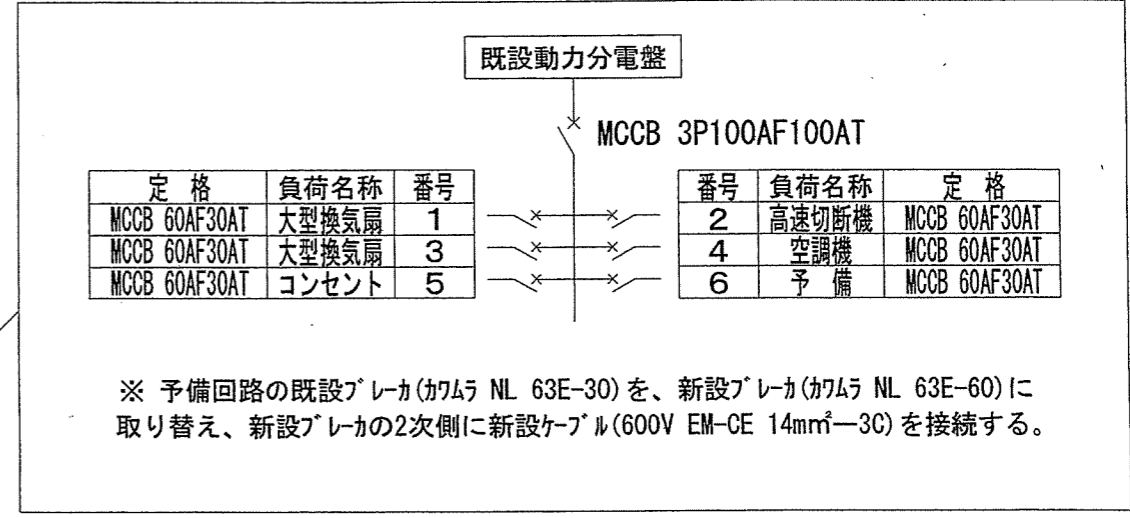 既設動力分電盤
MCCB 3P100AF100AT
定 格 負荷名称 番号
MCCB 60AF30AT 大型換気扇 1
MCCB 60AF30AT 大型換気扇 3
MCCB 60AF30AT コンセント 5
番号 負荷名称 定 格
2 高速切断機 MCCB 60AF30AT
4 空調機 MCCB 60AF30AT
6 予 備 MCCB 60AF30AT
※ 予備回路の既設ﾌﾞﾚｰｶ(ｶﾜﾑﾗ NL 63E-30)を、新設ﾌﾞﾚｰｶ(ｶﾜﾑﾗ NL 63E-60)に
取り替え、新設ﾌﾞﾚｰｶの2次側に新設ｹｰﾌﾞﾙ(600V EM-CE 14mm²―3C)を接続する。